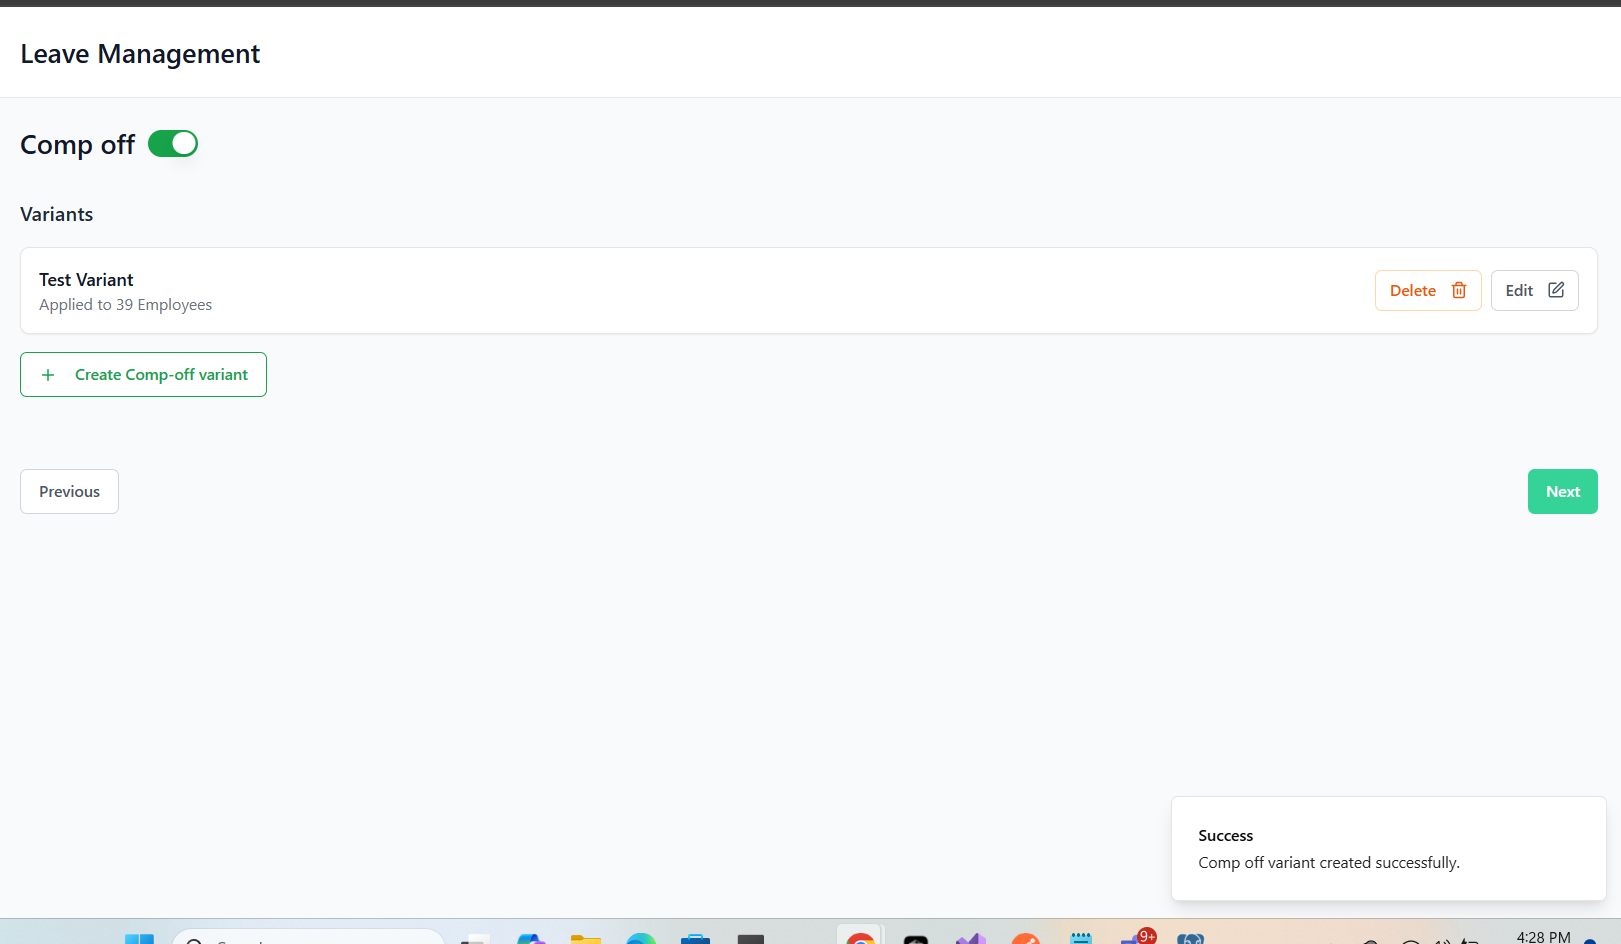 Leave Management
Comp off
Variants
Test Variant
Applied to 39 Employees
Delete
Edit
+ Create Comp-off variant
Previous
Next
Success
Comp off variant created successfully.
9+
4:28 PM